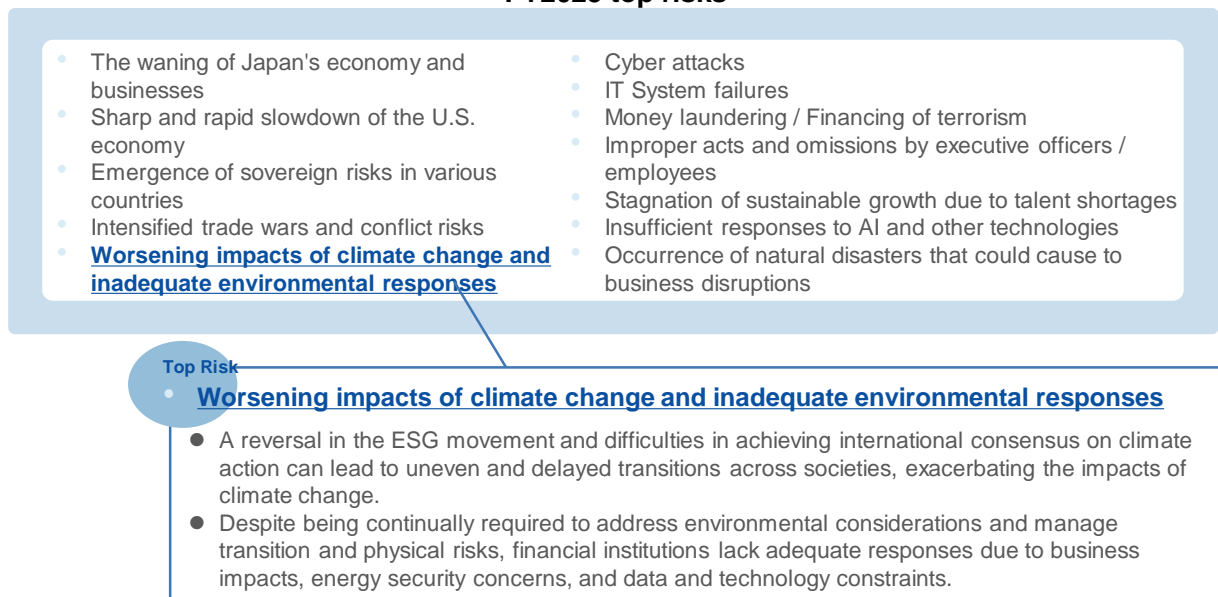 top risks
The waning of Japan's economy and
businesses
Sharp and rapid slowdown of the U.S.
economy
Emergence of sovereign risks in various
countries
Intensified trade wars and conflict risks
Worsening impacts of climate change and
inadequate environmental responses
Cyber attacks
IT System failures
Money laundering / Financing of terrorism
Improper acts and omissions by executive officers /
employees
Stagnation of sustainable growth due to talent shortages
Insufficient responses to AI and other technologies
Occurrence of natural disasters that could cause to
business disruptions
Top Risk
Worsening impacts of climate change and inadequate environmental responses
A reversal in the ESG movement and difficulties in achieving international consensus on climate
action can lead to uneven and delayed transitions across societies, exacerbating the impacts of
climate change.
Despite being continually required to address environmental considerations and manage
transition and physical risks, financial institutions lack adequate responses due to business
impacts, energy security concerns, and data and technology constraints.